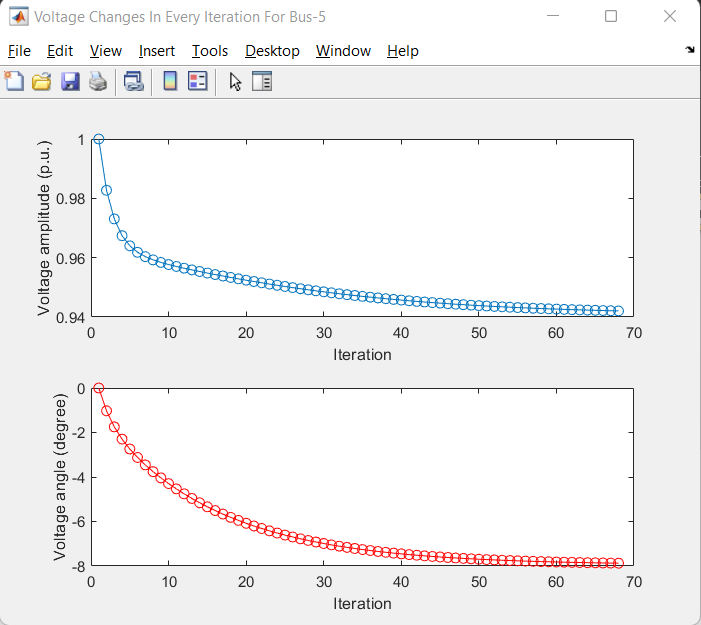 Voltage Changes In Every Iteration For Bus-5
File Edit View Insert Tools Desktop Window Help
Voltage amplitude (p.u.)
1
0.98
0.96
0.94
0 10 20 30 40 50 60 70
Iteration
Voltage angle (degree)
0
-2
-4
-6
-8
0 10 20 30 40 50 60 70
Iteration